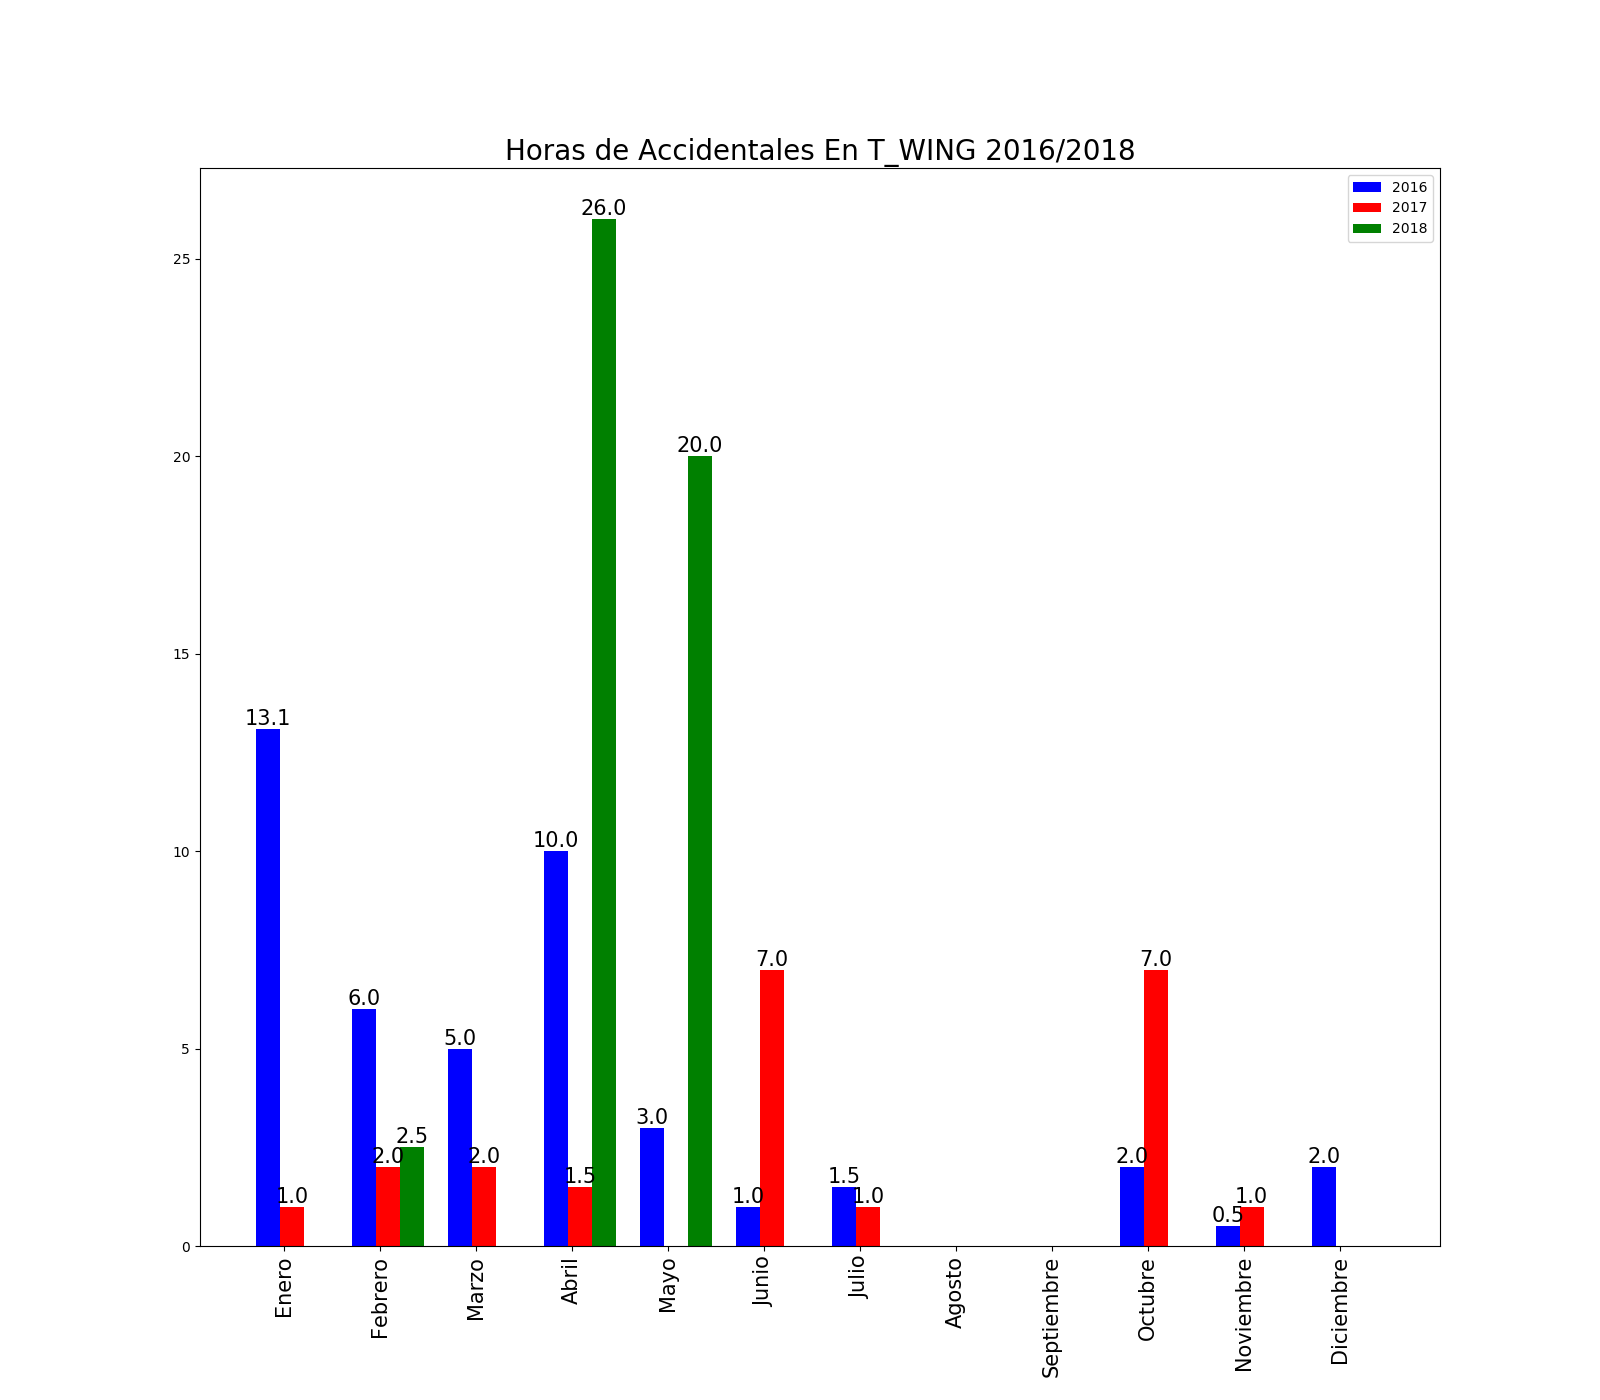 Horas de Accidentales En T_WING 2016/2018
2016
2017
2018
25
20
15
10
5
0
13.1
1.0
6.0
2.0
2.5
5.0
2.0
10.0
1.5
26.0
3.0
20.0
1.0
7.0
1.5
1.0
2.0
7.0
0.5
1.0
2.0
Enero
Febrero
Marzo
Abril
Mayo
Junio
Julio
Agosto
Septiembre
Octubre
Noviembre
Diciembre